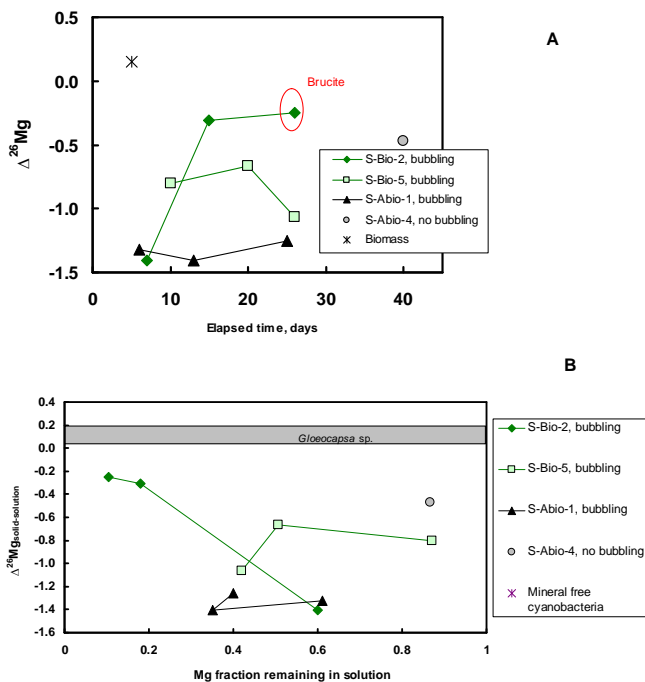 A
0.5
0.0
-0.5
-1.0
-1.5
Δ26Mg
Brucite
S-Bio-2, bubbling
S-Bio-5, bubbling
S-Abio-1, bubbling
S-Abio-4, no bubbling
Biomass
0 10 20 30 40
Elapsed time, days
B
0.4
0.2
0.0
-0.2
-0.4
-0.6
-0.8
-1.0
-1.2
-1.4
-1.6
Δ26Mgsolid-solution
Gloeocapsa sp.
S-Bio-2, bubbling
S-Bio-5, bubbling
S-Abio-1, bubbling
S-Abio-4, no bubbling
Mineral free
cyanobacteria
0 0.2 0.4 0.6 0.8 1
Mg fraction remaining in solution